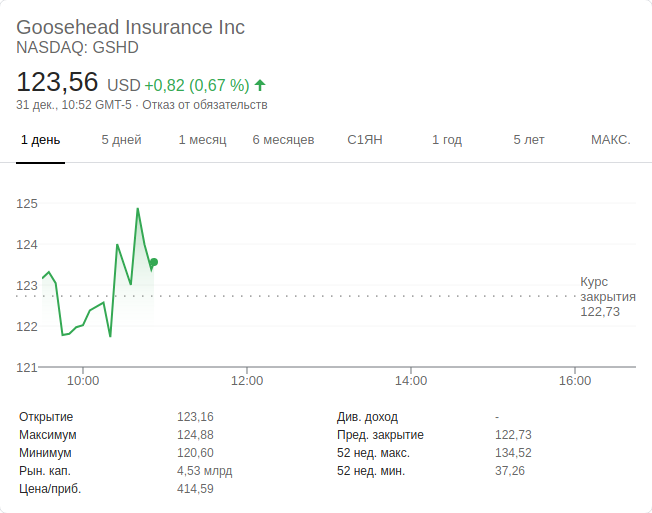 Goosehead Insurance Inc
NASDAQ: GSHD
123,56 USD +0,82 (0,67 %)
31 дек., 10:52 GMT-5 · Отказ от обязательств
1 день 5 дней 1 месяц 6 месяцев С1ЯН 1 год 5 лет МАКС.
125
124
123
122
121
Курс
закрытия
122,73
10:00 12:00 14:00 16:00
Открытие 123,16 Див. доход -
Максимум 124,88 Пред. закрытие 122,73
Минимум 120,60 52 нед. макс. 134,52
Рын. кап. 4,53 млрд 52 нед. мин. 37,26
Цена/приб. 414,59